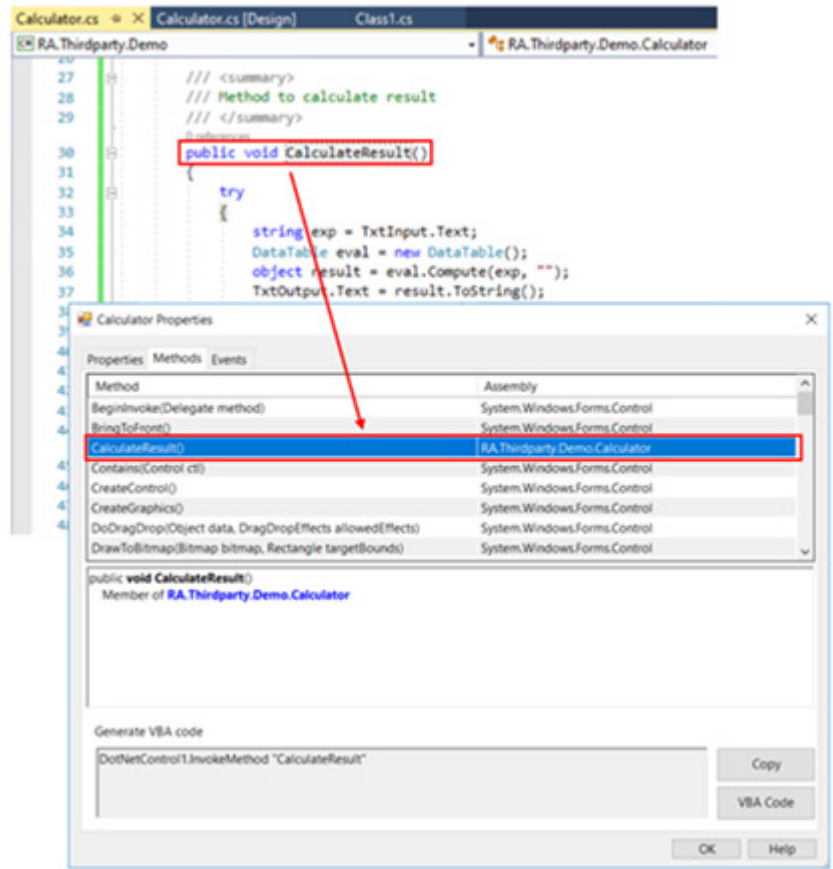 Calculator.cs Calculator.cs [Design] Class1.cs
RA.Thirdparty.Demo RA.Thirdparty.Demo.Calculator
27 /// <summary>
28 /// Method to calculate result
29 /// </summary>
0 references
30 public void CalculateResult()
31 {
32 try
33 {
34 string exp = TxtInput.Text;
35 DataTable eval = new DataTable();
36 object result = eval.Compute(exp, "");
37 TxtOutput.Text = result.ToString();
Calculator Properties
Properties Methods Events
Method Assembly
BeginInvoke(Delegate method) System.Windows.Forms.Control
BringToFront() System.Windows.Forms.Control
CalculateResult() RA.Thirdparty.Demo.Calculator
Contains(Control ctl) System.Windows.Forms.Control
CreateControl() System.Windows.Forms.Control
CreateGraphics() System.Windows.Forms.Control
DoDragDrop(Object data, DragDropEffects allowedEffects) System.Windows.Forms.Control
DrawToBitmap(Bitmap bitmap, Rectangle targetBounds) System.Windows.Forms.Control
public void CalculateResult()
Member of RA.Thirdparty.Demo.Calculator
Generate VBA code
DotNetControl1.InvokeMethod "CalculateResult"
Copy
VBA Code
OK Help